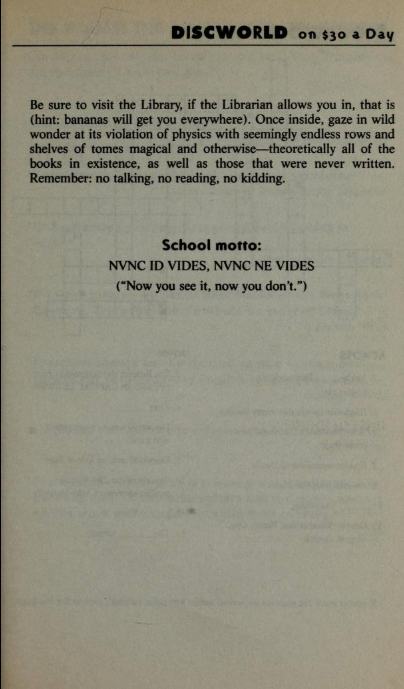 DISCWORLD on $30 a Day
Be sure to visit the Library, if the Librarian allows you in, that is
(hint: bananas will get you everywhere). Once inside, gaze in wild
wonder at its violation of physics with seemingly endless rows and
shelves of tomes magical and otherwise—theoretically all of the
books in existence, as well as those that were never written.
Remember: no talking, no reading, no kidding.
School motto:
NVNC ID VIDES, NVNC NE VIDES
("Now you see it, now you don't.")